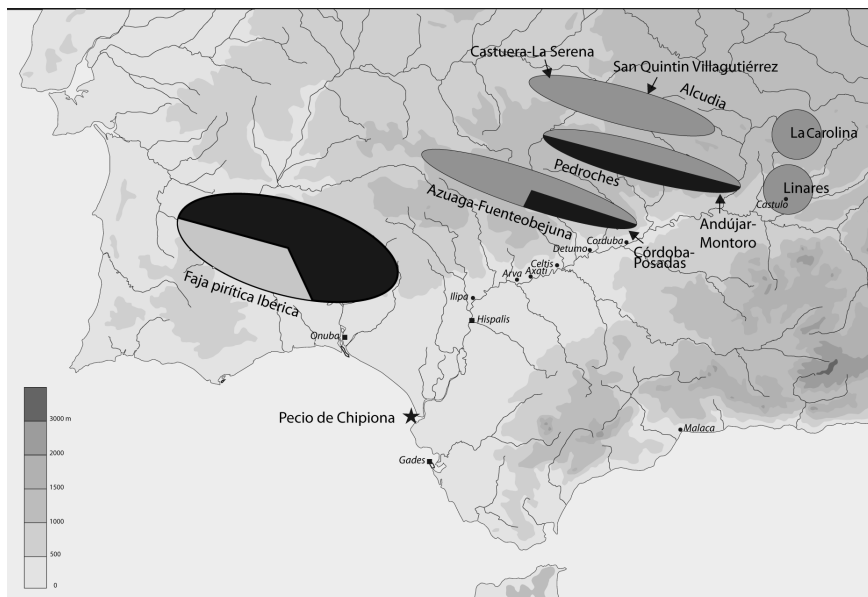 Castuera-La Serena
San Quintin Villagutiérrez
Alcudia
La Carolina
Pedroches
Linares
Castulo
Azuaga-Fuenteobejuna
Andújar-
Montoro
Corduba
Córdoba-
Posadas
Detumo
Celtis
Axati
Arva
Faja pirítica Ibérica
Ilipa
Hispalis
Onuba
Pecio de Chipiona
Malaca
Gades
3000 m
2000
1500
1000
500
0